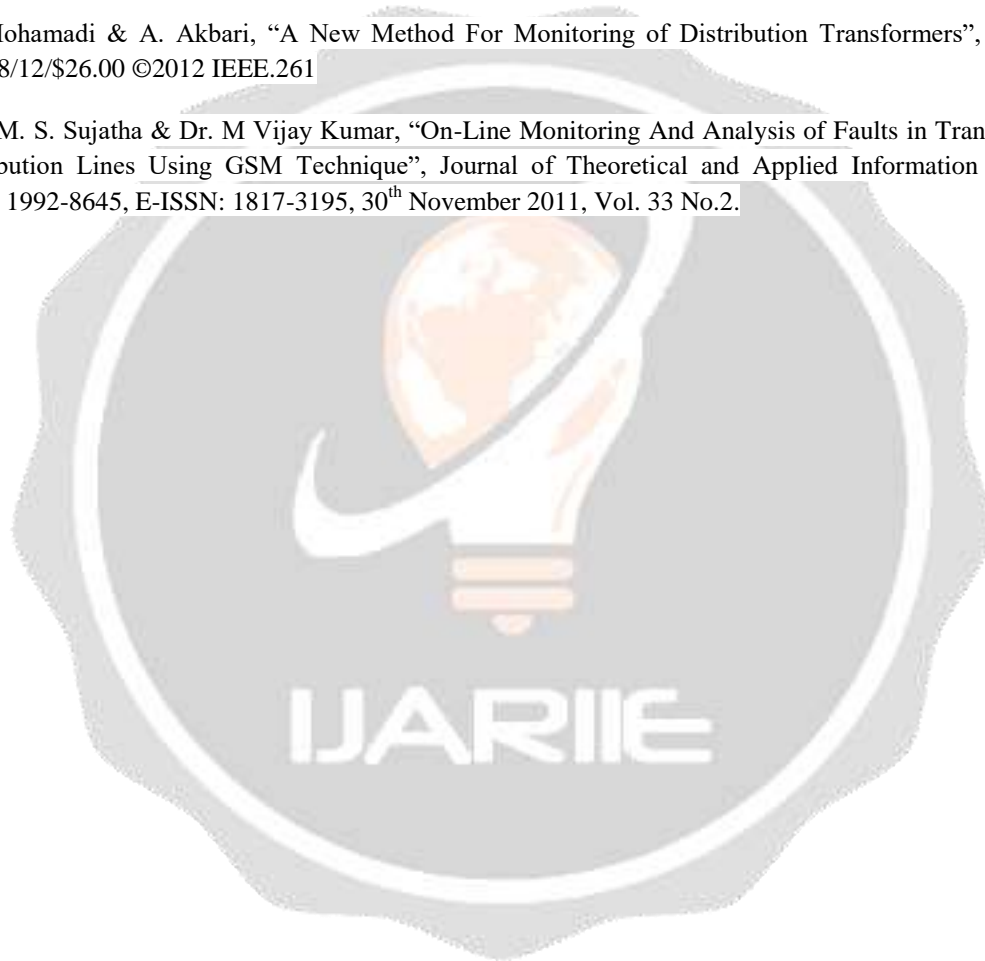 Mohamadi & A. Akbari, “A New Method For Monitoring of Distribution Transformers”,
8/12/$26.00 ©2012 IEEE.261
M. S. Sujatha & Dr. M Vijay Kumar, “On-Line Monitoring And Analysis of Faults in Tran
bution Lines Using GSM Technique”, Journal of Theoretical and Applied Information
1992-8645, E-ISSN: 1817-3195, 30th November 2011, Vol. 33 No.2.
IJARIIE